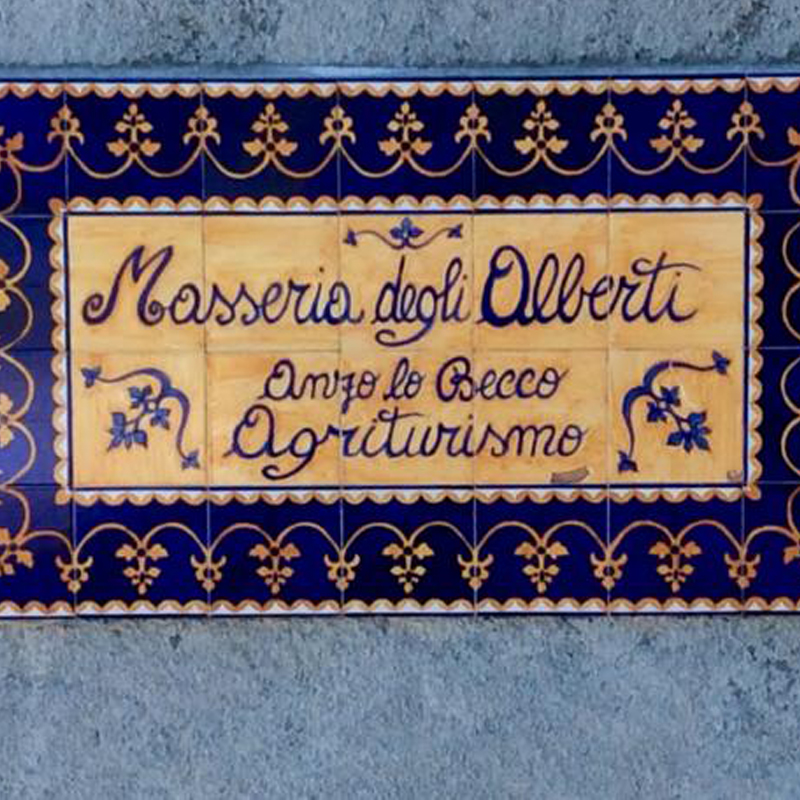 Masseria degli Alberti
Anzo lo Becco
Agriturismo